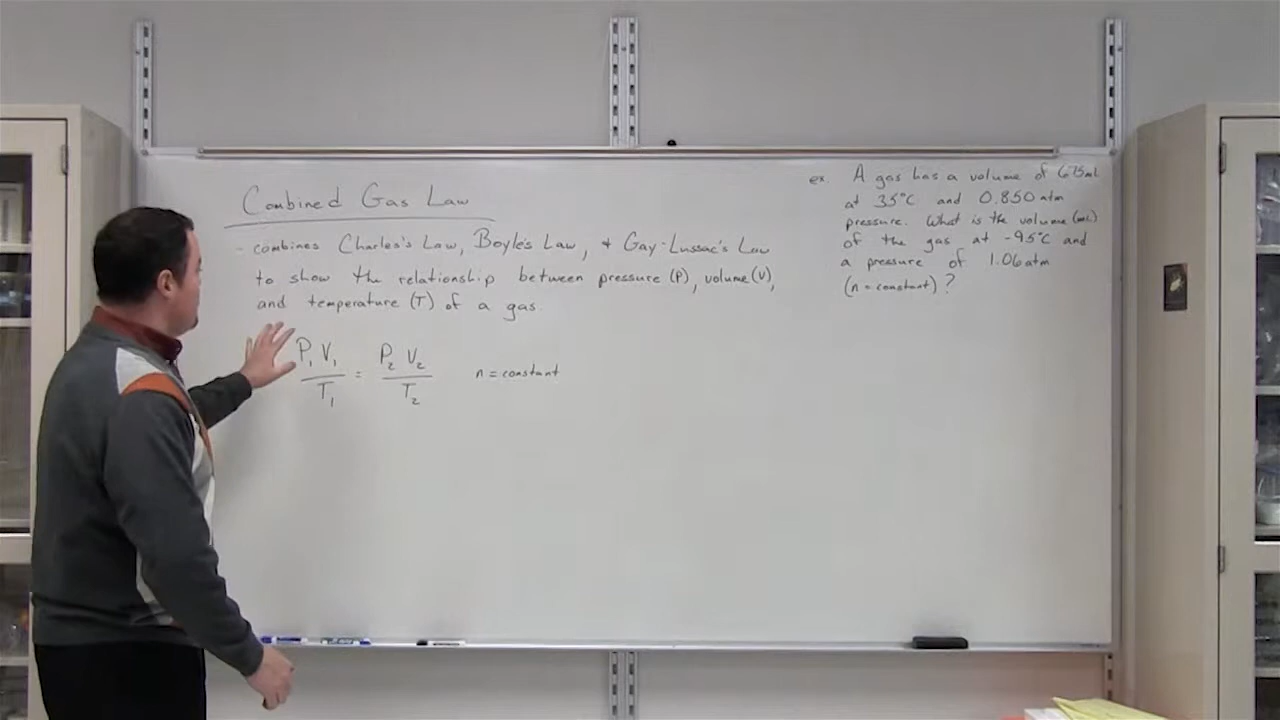 Combined Gas Law
- combines Charles's Law, Boyle's Law, + Gay-Lussac's Law
to show the relationship between pressure (P), volume (V),
and temperature (T) of a gas.
P₁ V₁ / T₁ = P₂ V₂ / T₂ n = constant
ex. A gas has a volume of 675mL
at 35°C and 0.850 atm
pressure. What is the volume (mL)
of the gas at -95°C and
a pressure of 1.06 atm
(n = constant)?